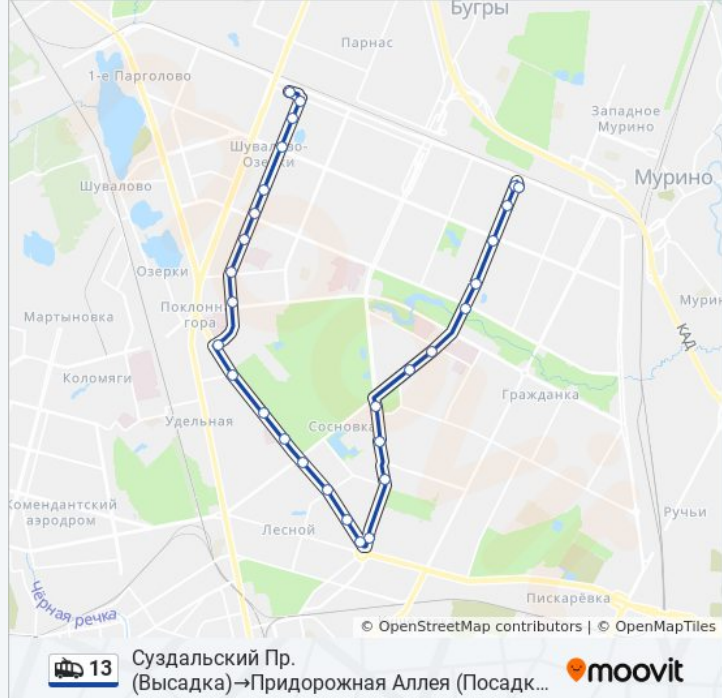 Бугры
Парнас
1-е Парголово
Западное
Мурино
Шувалово-
Озерки
Мурино
Шувалово
Озерки
Поклонн
гора
Мурин
Мартыновка
КАД
Коломяги
Гражданка
Удельная
Сосновка
Комендантский
аэродром
Ручьи
Лесной
Чёрная речка
Пискарёвка
© OpenStreetMap contributors | © OpenMapTiles
13
Суздальский Пр.
(Высадка)→Придорожная Аллея (Посадк...
moovit